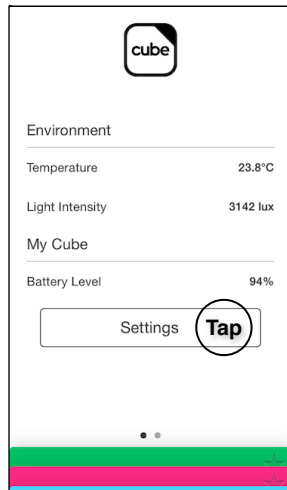 cube
Environment
Temperature 23.8°C
Light Intensity 3142 lux
My Cube
Battery Level 94%
Settings Tap